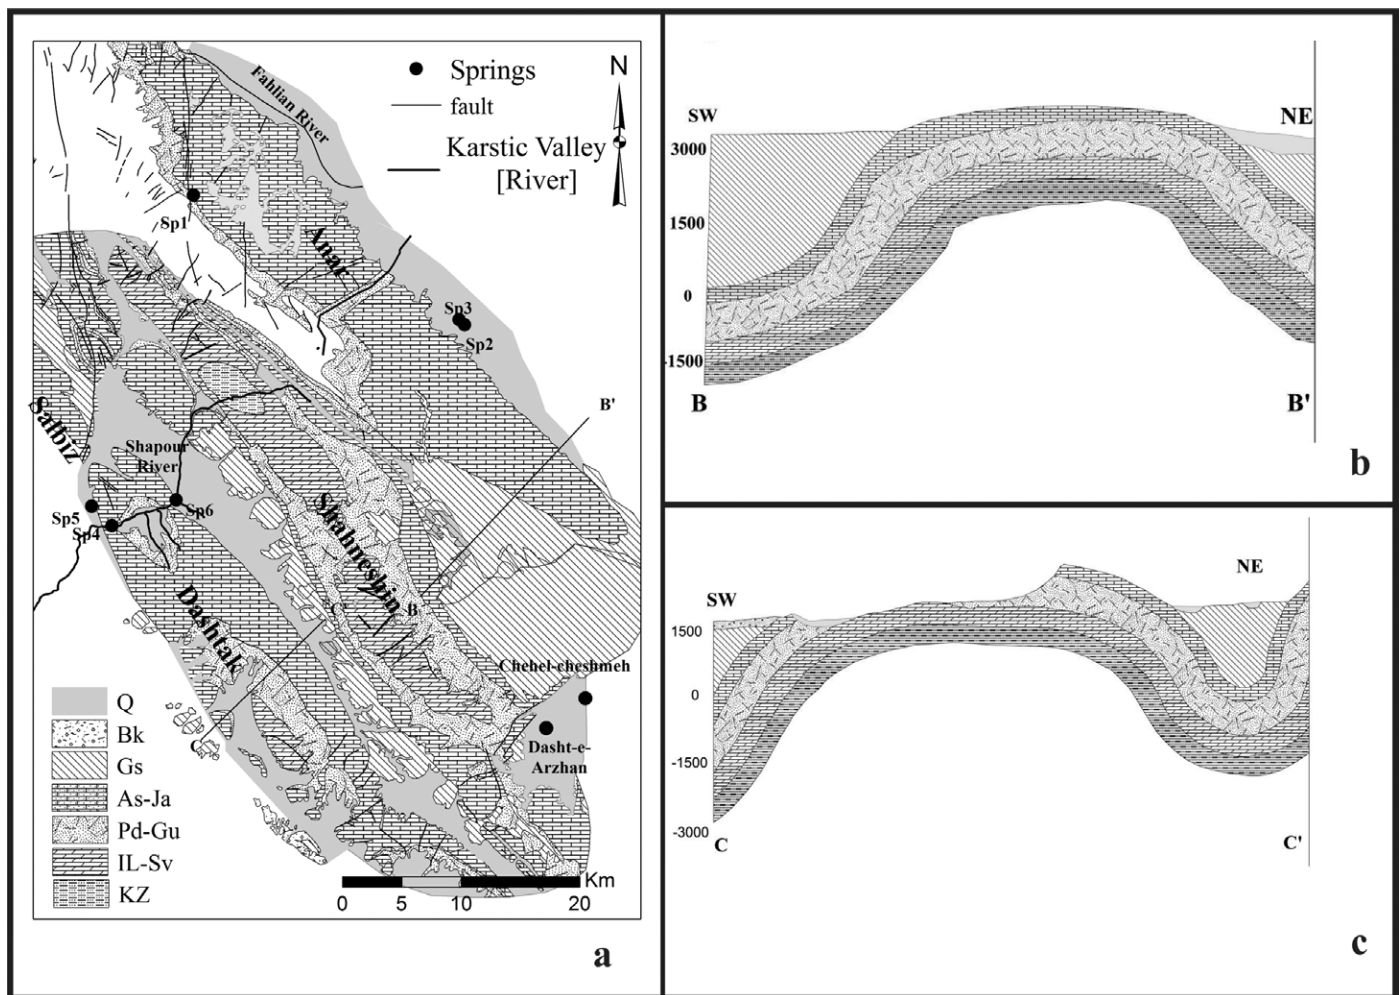 Springs
fault
Karstic Valley
[River]
N
Fahlian River
Sp1
Anar
Sp3
Sp2
B'
Salbiz
Shapour
River
Sp6
Sp5
Sp4
Shahneshin
C'
B
Dashtak
Chehel-cheshmeh
C
Dasht-e-
Arzhan
Q
Bk
Gs
As-Ja
Pd-Gu
IL-Sv
KZ
Km
0 5 10 20
a
SW
NE
3000
1500
0
-1500
B
B'
b
SW
NE
1500
0
-1500
-3000
C
C'
c